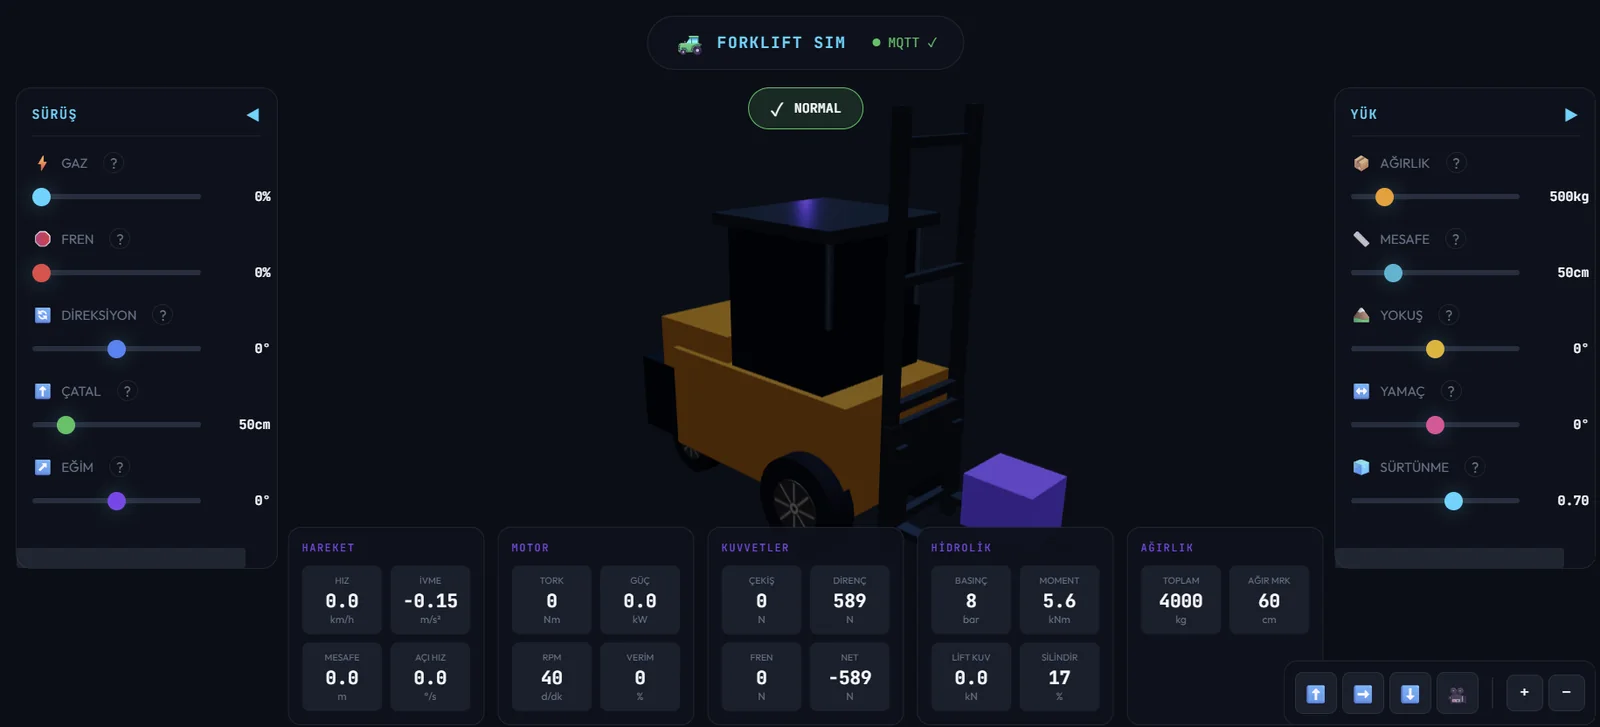 FORKLIFT SIM
MQTT ✓
✓ NORMAL
SÜRÜŞ
GAZ ?
0%
FREN ?
0%
DİREKSİYON ?
0°
ÇATAL ?
50cm
EĞİM ?
0°
YÜK
AĞIRLIK ?
500kg
MESAFE ?
50cm
YOKUŞ ?
0°
YAMAÇ ?
0°
SÜRTÜNME ?
0.70
HAREKET
HIZ
0.0
km/h
İVME
-0.15
m/s²
MESAFE
0.0
m
AÇI HIZ
0.0
°/s
MOTOR
TORK
0
Nm
GÜÇ
0.0
kW
RPM
40
d/dk
VERİM
0
%
KUVVETLER
ÇEKİŞ
0
N
DİRENÇ
589
N
FREN
0
N
NET
-589
N
HİDROLİK
BASINÇ
8
bar
MOMENT
5.6
kNm
LİFT KUV
0.0
kN
SİLİNDİR
17
%
AĞIRLIK
TOPLAM
4000
kg
AĞIR MRK
60
cm
+ −